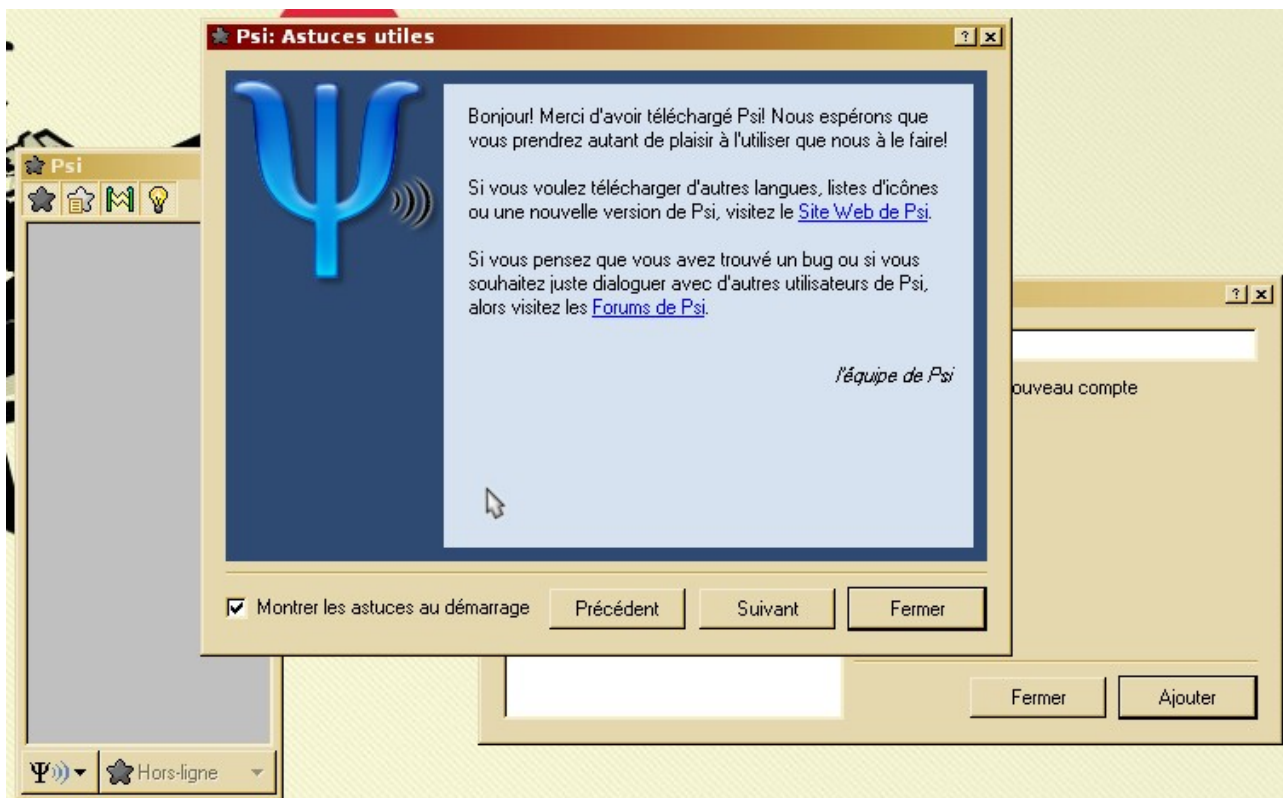 Psi: Astuces utiles
Bonjour! Merci d'avoir téléchargé Psi! Nous espérons que
vous prendrez autant de plaisir à l'utiliser que nous à le faire!
Si vous voulez télécharger d'autres langues, listes d'icônes
ou une nouvelle version de Psi, visitez le Site Web de Psi.
Si vous pensez que vous avez trouvé un bug ou si vous
souhaitez juste dialoguer avec d'autres utilisateurs de Psi,
alors visitez les Forums de Psi.
l'équipe de Psi
Montrer les astuces au démarrage
Précédent
Suivant
Fermer
Psi
Hors-ligne
ouveau compte
Fermer
Ajouter